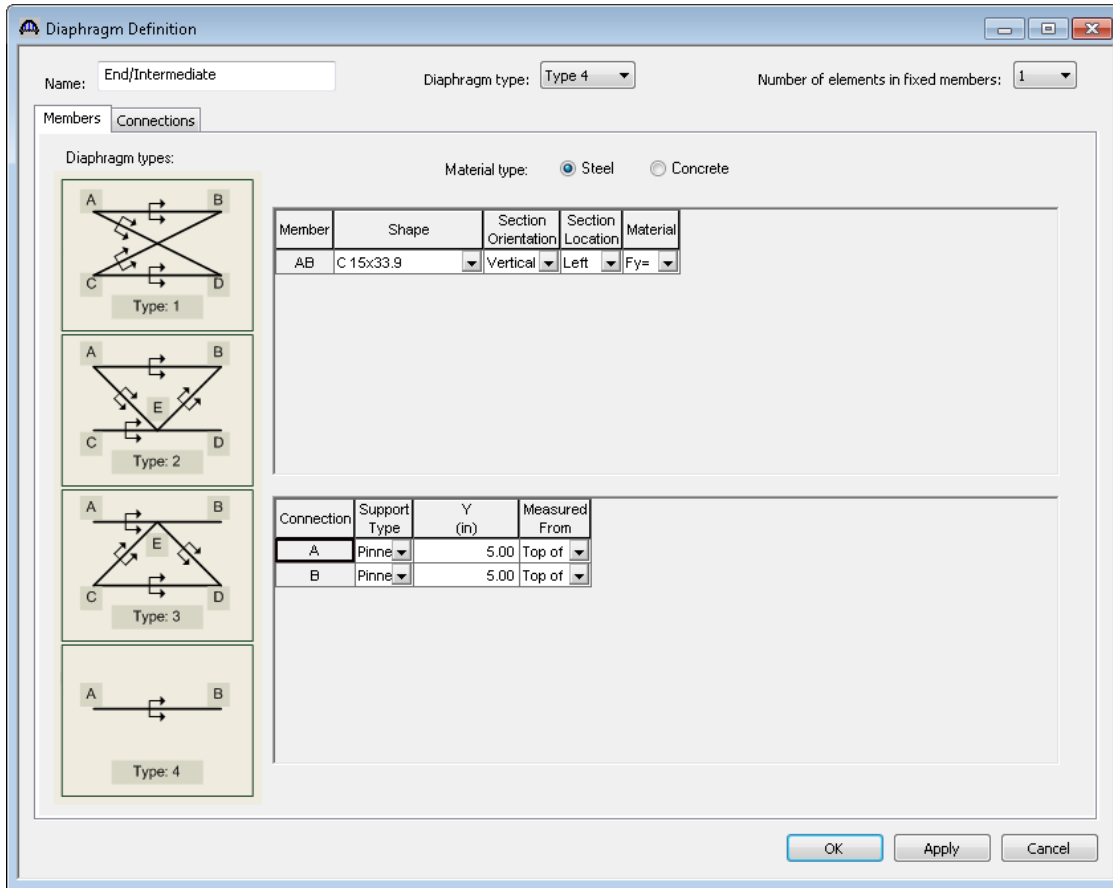 Diaphragm Definition
Name: End/Intermediate Diaphragm type: Type 4 Number of elements in fixed members: 1
Members Connections
Diaphragm types:
Material type: Steel Concrete
A B
C D
Type: 1
A B
E
C D
Type: 2
A B
E
C D
Type: 3
A B
Type: 4
Member Shape Section Orientation Section Location Material
AB C 15x33.9 Vertical Left Fy=
Connection Support Type Y (in) Measured From
A Pinne 5.00 Top of
B Pinne 5.00 Top of
OK Apply Cancel